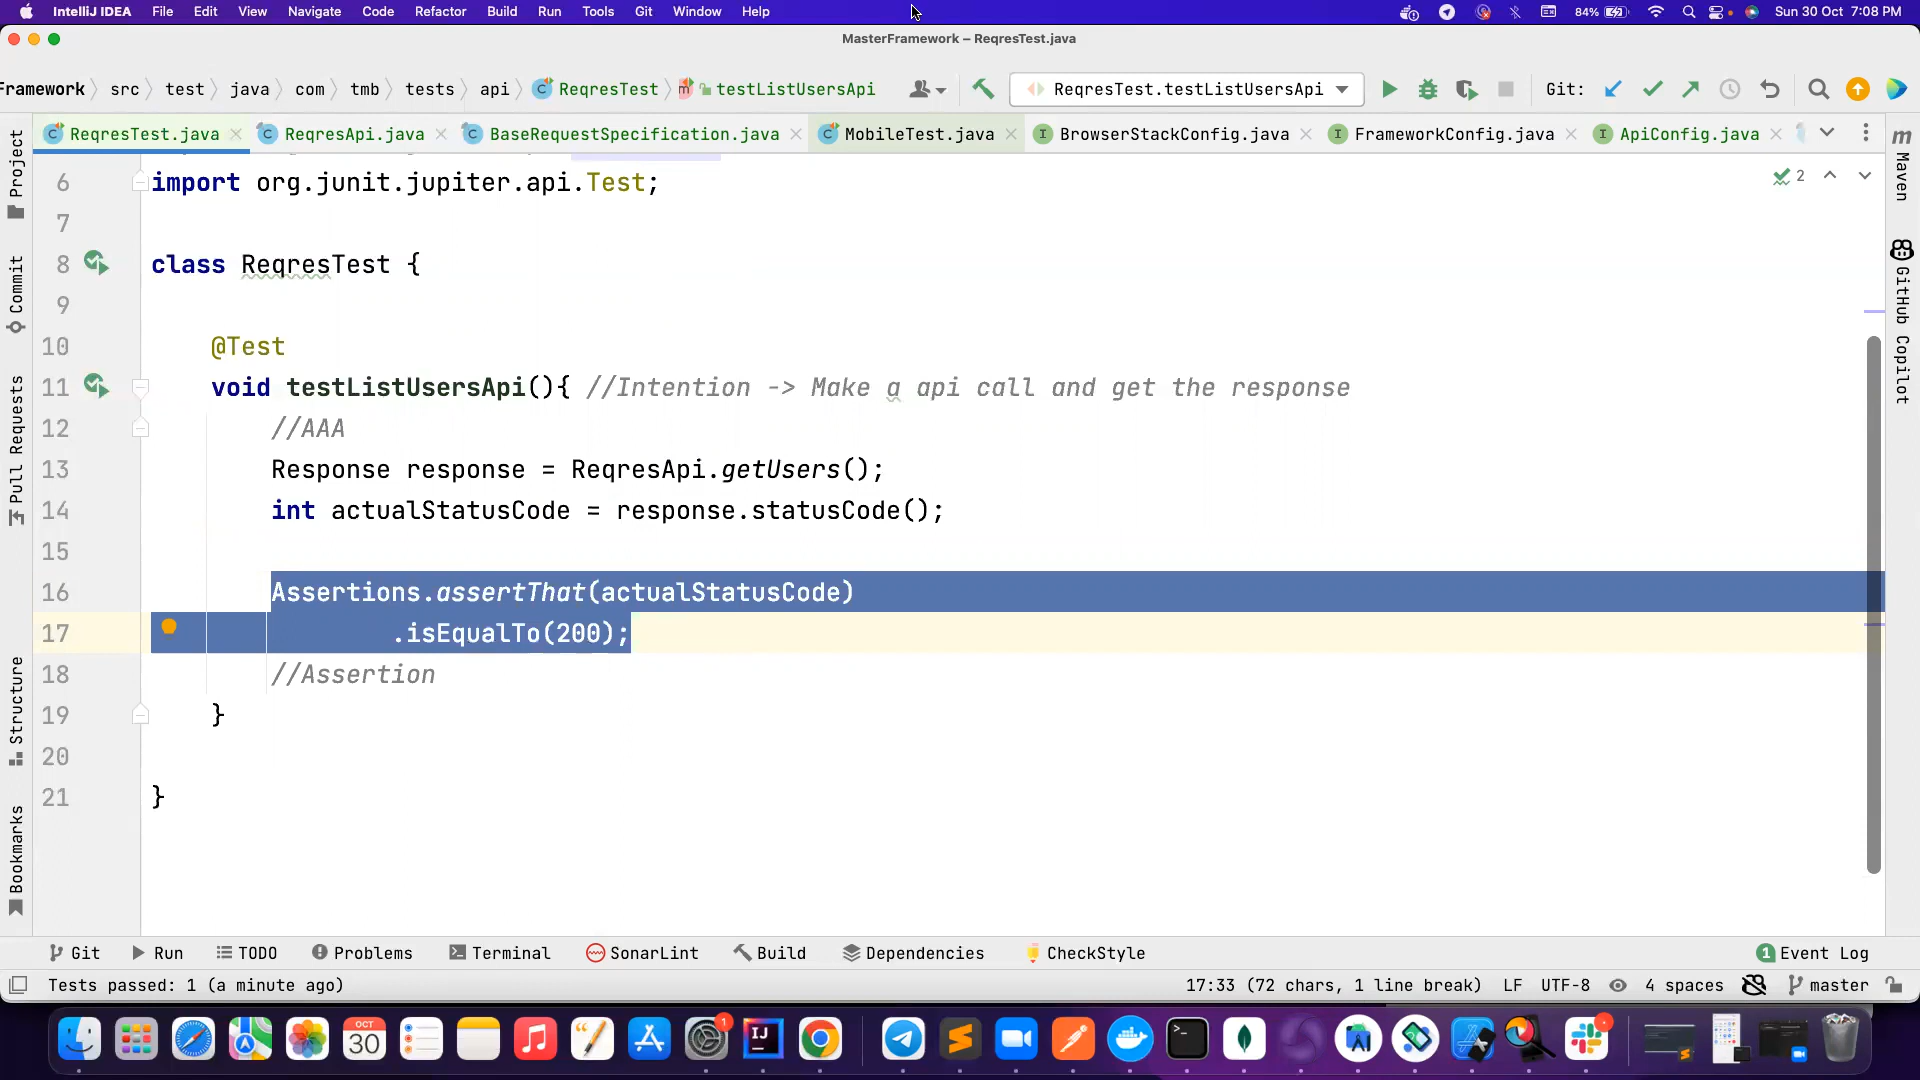 IntelliJ IDEA File Edit View Navigate Code Refactor Build Run Tools Git Window Help 84% Sun 30 Oct 7:08 PM
MasterFramework – ReqresTest.java
Framework src test java com tmb tests api ReqresTest testListUsersApi ReqresTest.testListUsersApi Git:
ReqresTest.java ReqresApi.java BaseRequestSpecification.java MobileTest.java BrowserStackConfig.java FrameworkConfig.java ApiConfig.java
Project
Commit
Pull Requests
Structure
Bookmarks
2
6 import org.junit.jupiter.api.Test;
7
8 class ReqresTest {
9
10 @Test
11 void testListUsersApi(){ //Intention -> Make a api call and get the response
12 //AAA
13 Response response = ReqresApi.getUsers();
14 int actualStatusCode = response.statusCode();
15
16 Assertions.assertThat(actualStatusCode)
17 .isEqualTo(200);
18 //Assertion
19 }
20
21 }
Maven
GitHub Copilot
Git Run TODO Problems Terminal SonarLint Build Dependencies CheckStyle 1 Event Log
Tests passed: 1 (a minute ago) 17:33 (72 chars, 1 line break) LF UTF-8 4 spaces master
OCT
30
1
IJ